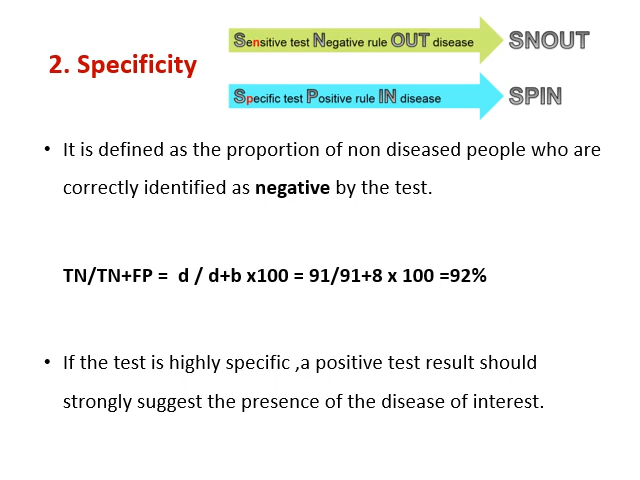 Sensitive test Negative rule OUT disease SNOUT
2. Specificity
Specific test Positive rule IN disease SPIN
• It is defined as the proportion of non diseased people who are
correctly identified as negative by the test.
TN/TN+FP = d / d+b x100 = 91/91+8 x 100 =92%
• If the test is highly specific ,a positive test result should
strongly suggest the presence of the disease of interest.